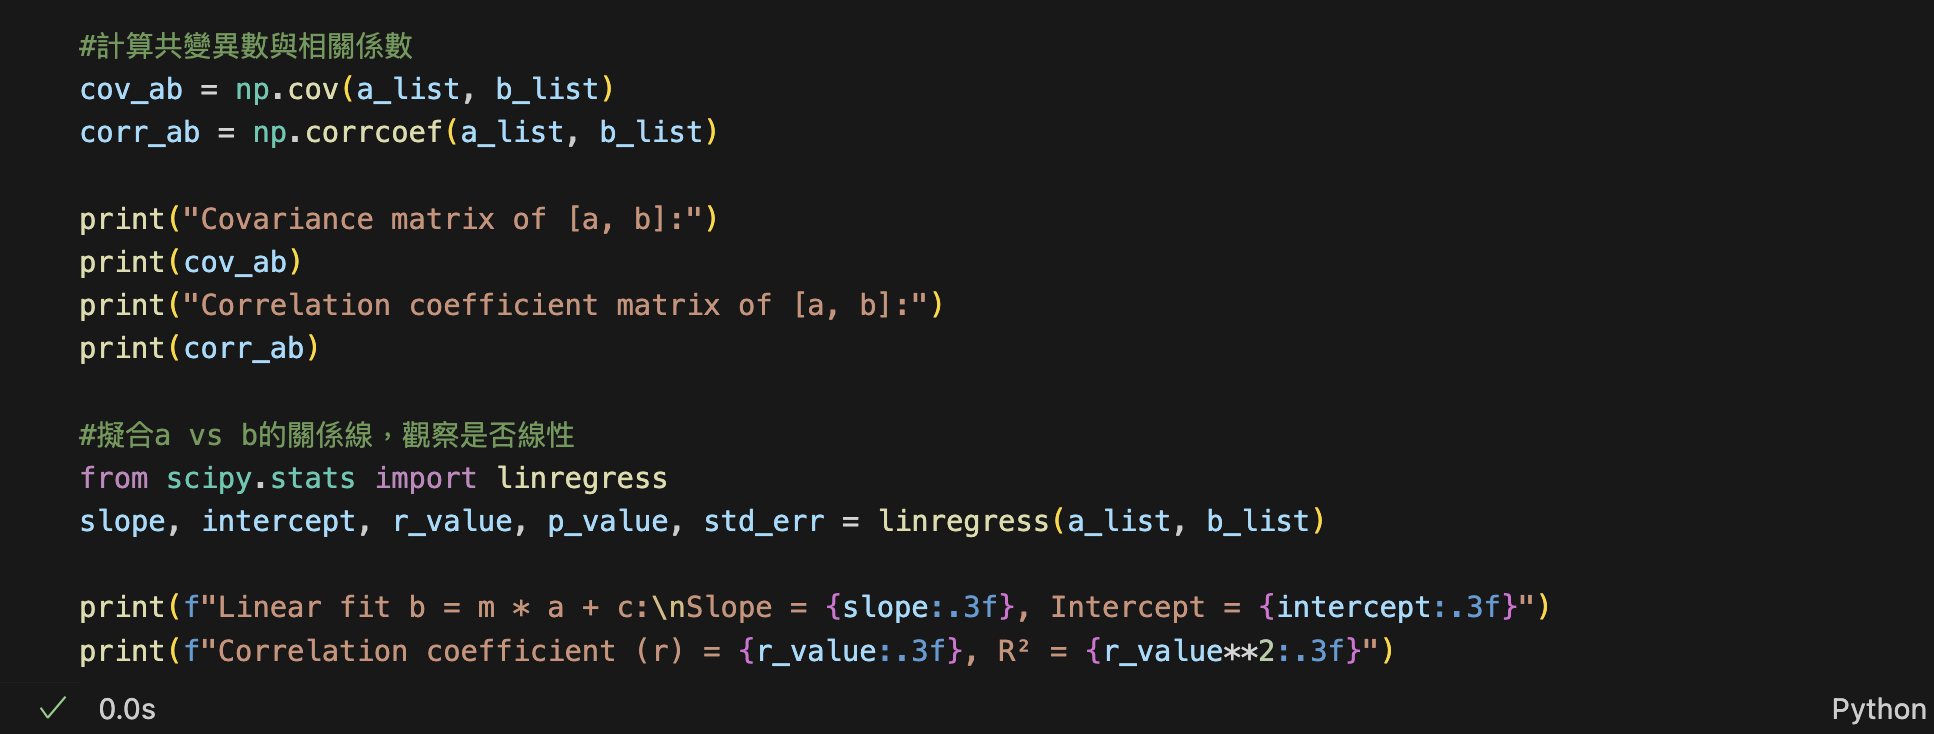 #計算共變異數與相關係數
cov_ab = np.cov(a_list, b_list)
corr_ab = np.corrcoef(a_list, b_list)
print("Covariance matrix of [a, b]:")
print(cov_ab)
print("Correlation coefficient matrix of [a, b]:")
print(corr_ab)
#擬合a vs b的關係線，觀察是否線性
from scipy.stats import linregress
slope, intercept, r_value, p_value, std_err = linregress(a_list, b_list)
print(f"Linear fit b = m * a + c:\nSlope = {slope:.3f}, Intercept = {intercept:.3f}")
print(f"Correlation coefficient (r) = {r_value:.3f}, R² = {r_value**2:.3f}")
0.0s
Python